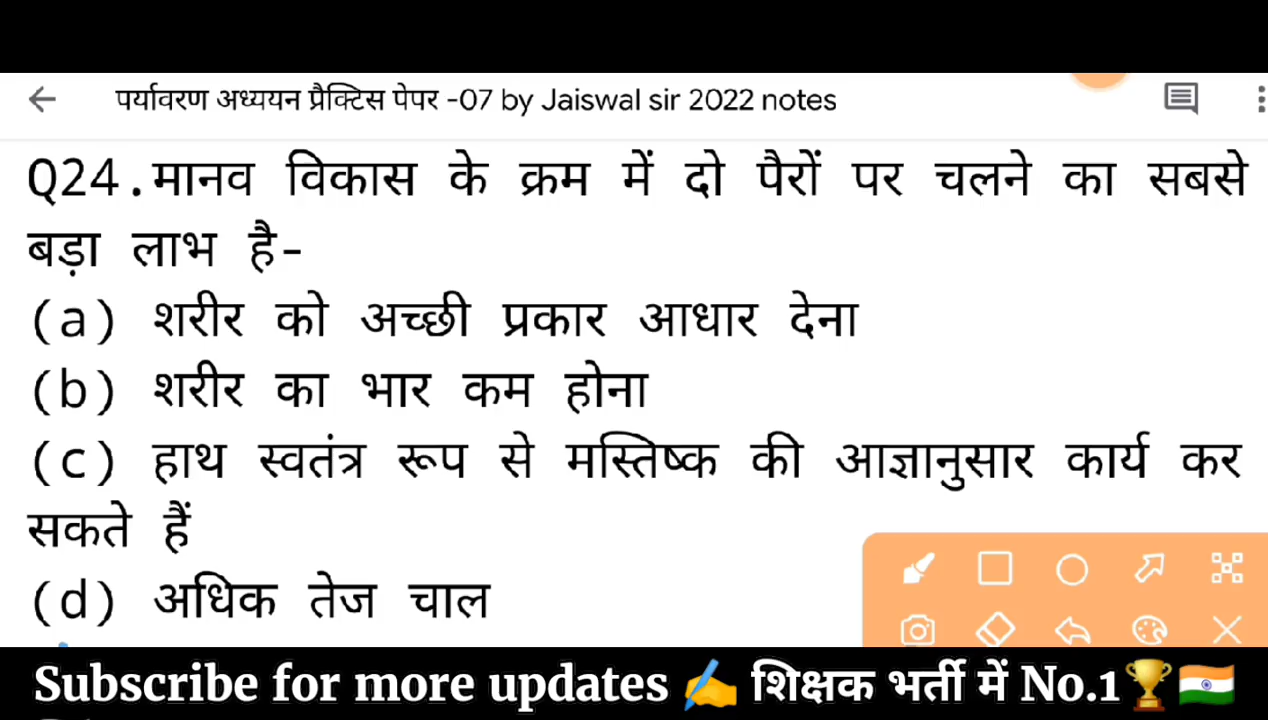 पर्यावरण अध्ययन प्रैक्टिस पेपर -07 by Jaiswal sir 2022 notes
Q24.मानव विकास के क्रम में दो पैरों पर चलने का सबसे
बड़ा लाभ है-
(a) शरीर को अच्छी प्रकार आधार देना
(b) शरीर का भार कम होना
(c) हाथ स्वतंत्र रूप से मस्तिष्क की आज्ञानुसार कार्य कर
सकते हैं
(d) अधिक तेज चाल
Subscribe for more updates ✍️ शिक्षक भर्ती में No.1🏆🇮🇳